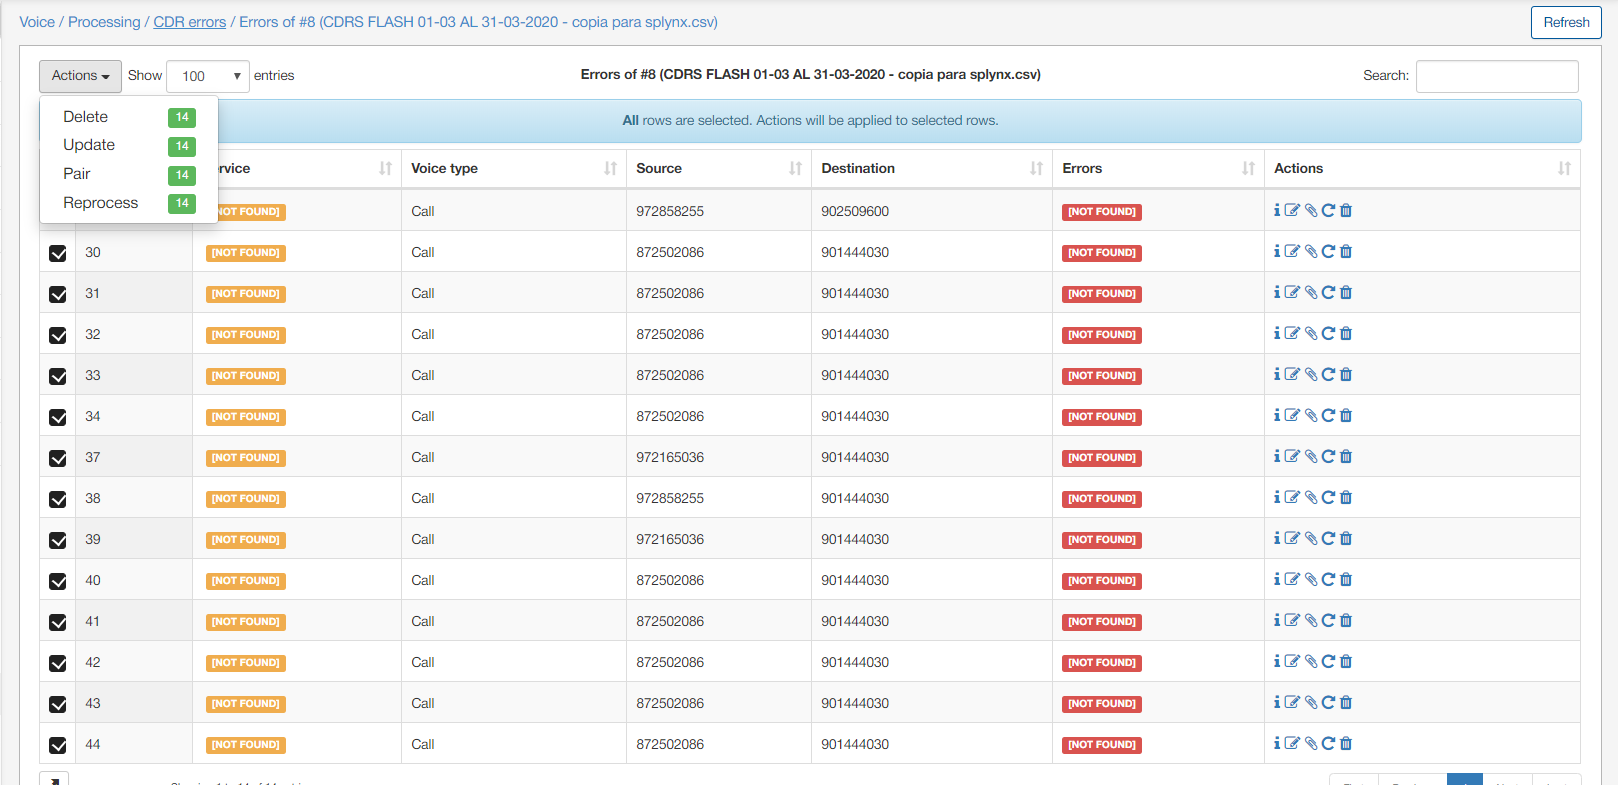 Voice / Processing / CDR errors / Errors of #8 (CDRS FLASH 01-03 AL 31-03-2020 - copia para splynx.csv)
Refresh
Actions Show 100 entries
Errors of #8 (CDRS FLASH 01-03 AL 31-03-2020 - copia para splynx.csv)
Search:
Delete 14
Update 14
Pair 14
Reprocess 14
All rows are selected. Actions will be applied to selected rows.
rvice Voice type Source Destination Errors Actions
NOT FOUND] Call 972858255 902509600 [NOT FOUND]
30 [NOT FOUND] Call 872502086 901444030 [NOT FOUND]
31 [NOT FOUND] Call 872502086 901444030 [NOT FOUND]
32 [NOT FOUND] Call 872502086 901444030 [NOT FOUND]
33 [NOT FOUND] Call 872502086 901444030 [NOT FOUND]
34 [NOT FOUND] Call 872502086 901444030 [NOT FOUND]
37 [NOT FOUND] Call 972165036 901444030 [NOT FOUND]
38 [NOT FOUND] Call 972858255 901444030 [NOT FOUND]
39 [NOT FOUND] Call 972165036 901444030 [NOT FOUND]
40 [NOT FOUND] Call 872502086 901444030 [NOT FOUND]
41 [NOT FOUND] Call 872502086 901444030 [NOT FOUND]
42 [NOT FOUND] Call 872502086 901444030 [NOT FOUND]
43 [NOT FOUND] Call 872502086 901444030 [NOT FOUND]
44 [NOT FOUND] Call 872502086 901444030 [NOT FOUND]